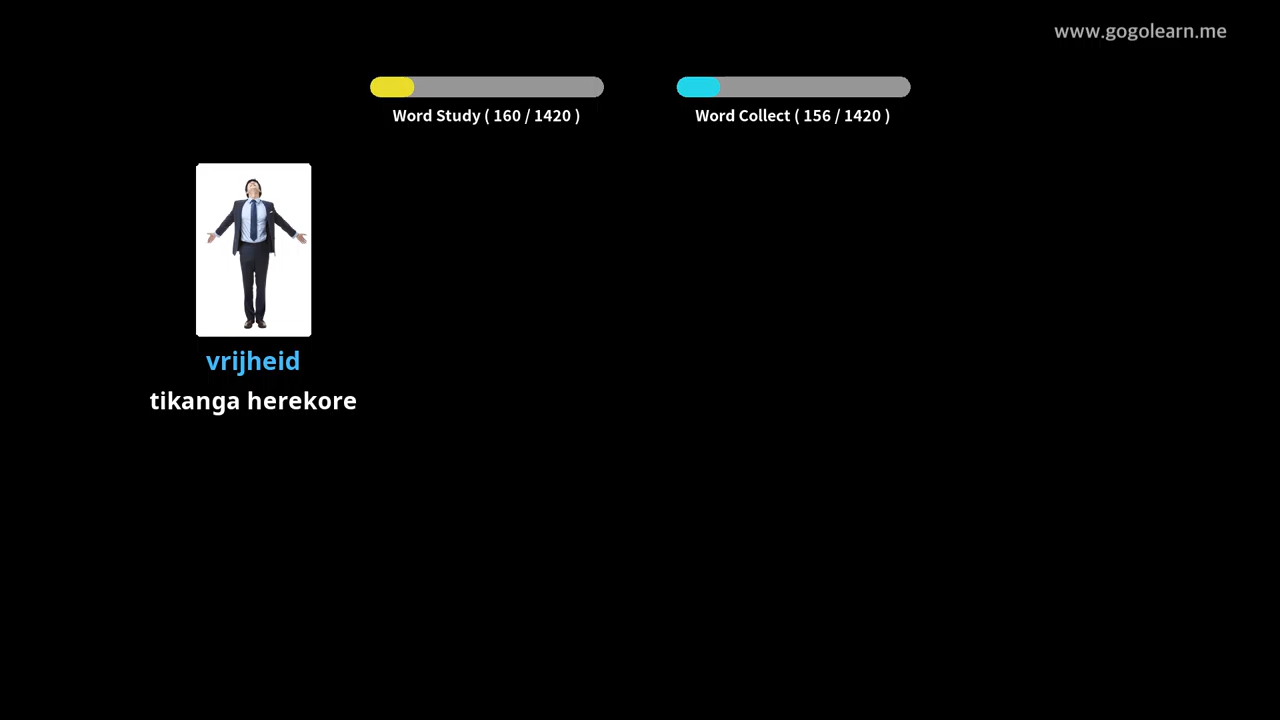 www.gogolearn.me
Word Study ( 160 / 1420 )
Word Collect ( 156 / 1420 )
vrijheid
tikanga herekore